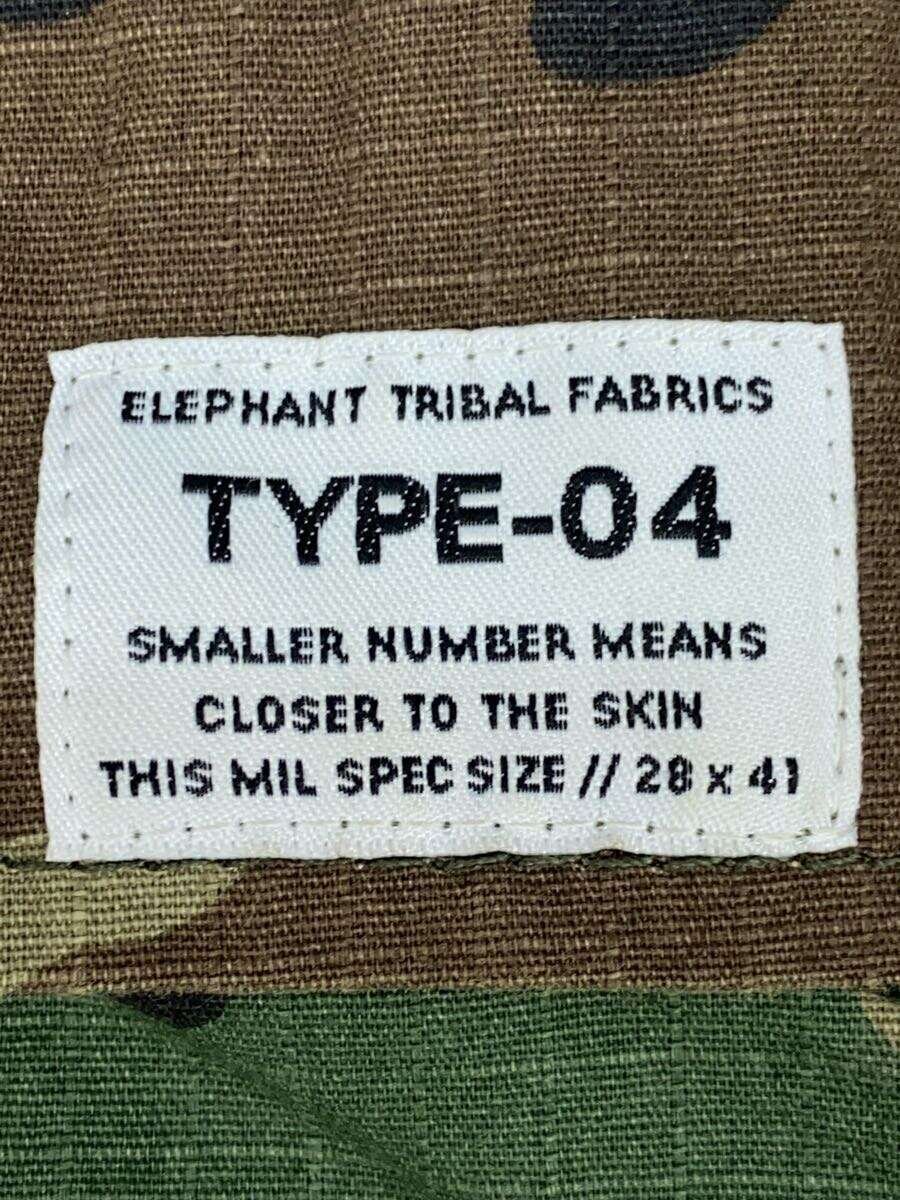 ELEPHANT TRIBAL FABRICS
TYPE-04
SMALLER NUMBER MEANS
CLOSER TO THE SKIN
THIS MIL SPEC SIZE // 28 x 41